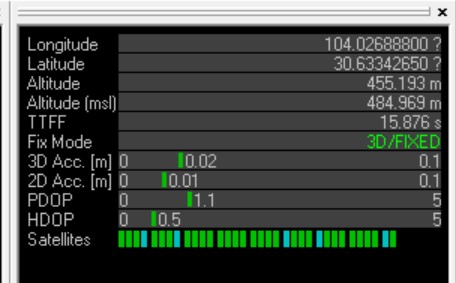 Longitude 104.02688800 ?
Latitude 30.63342650 ?
Altitude 455.193 m
Altitude (msl) 484.969 m
TTFF 15.876 s
Fix Mode 3D/FIXED
3D Acc. [m] 0 0.02 0.1
2D Acc. [m] 0 0.01 0.1
PDOP 0 1.1 5
HDOP 0 0.5 5
Satellites